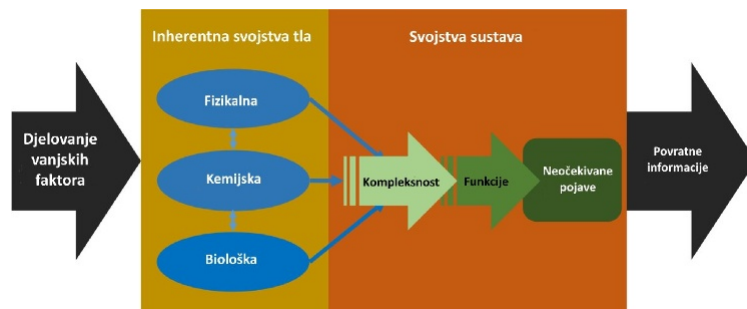 Inherentna svojstva tla
Svojstva sustava
Djelovanje
vanjskih
faktora
Fizikalna
Kemijska
Biološka
Kompleksnost
Funkcije
Neočekivane
pojave
Povratne
informacije